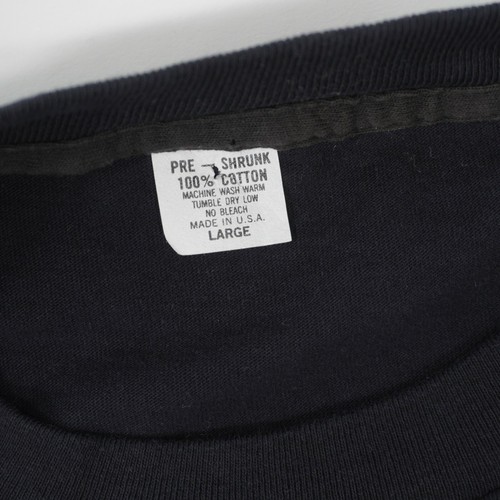 PRE – SHRUNK
100% COTTON
MACHINE WASH WARM
TUMBLE DRY LOW
NO BLEACH
MADE IN U.S.A.
LARGE